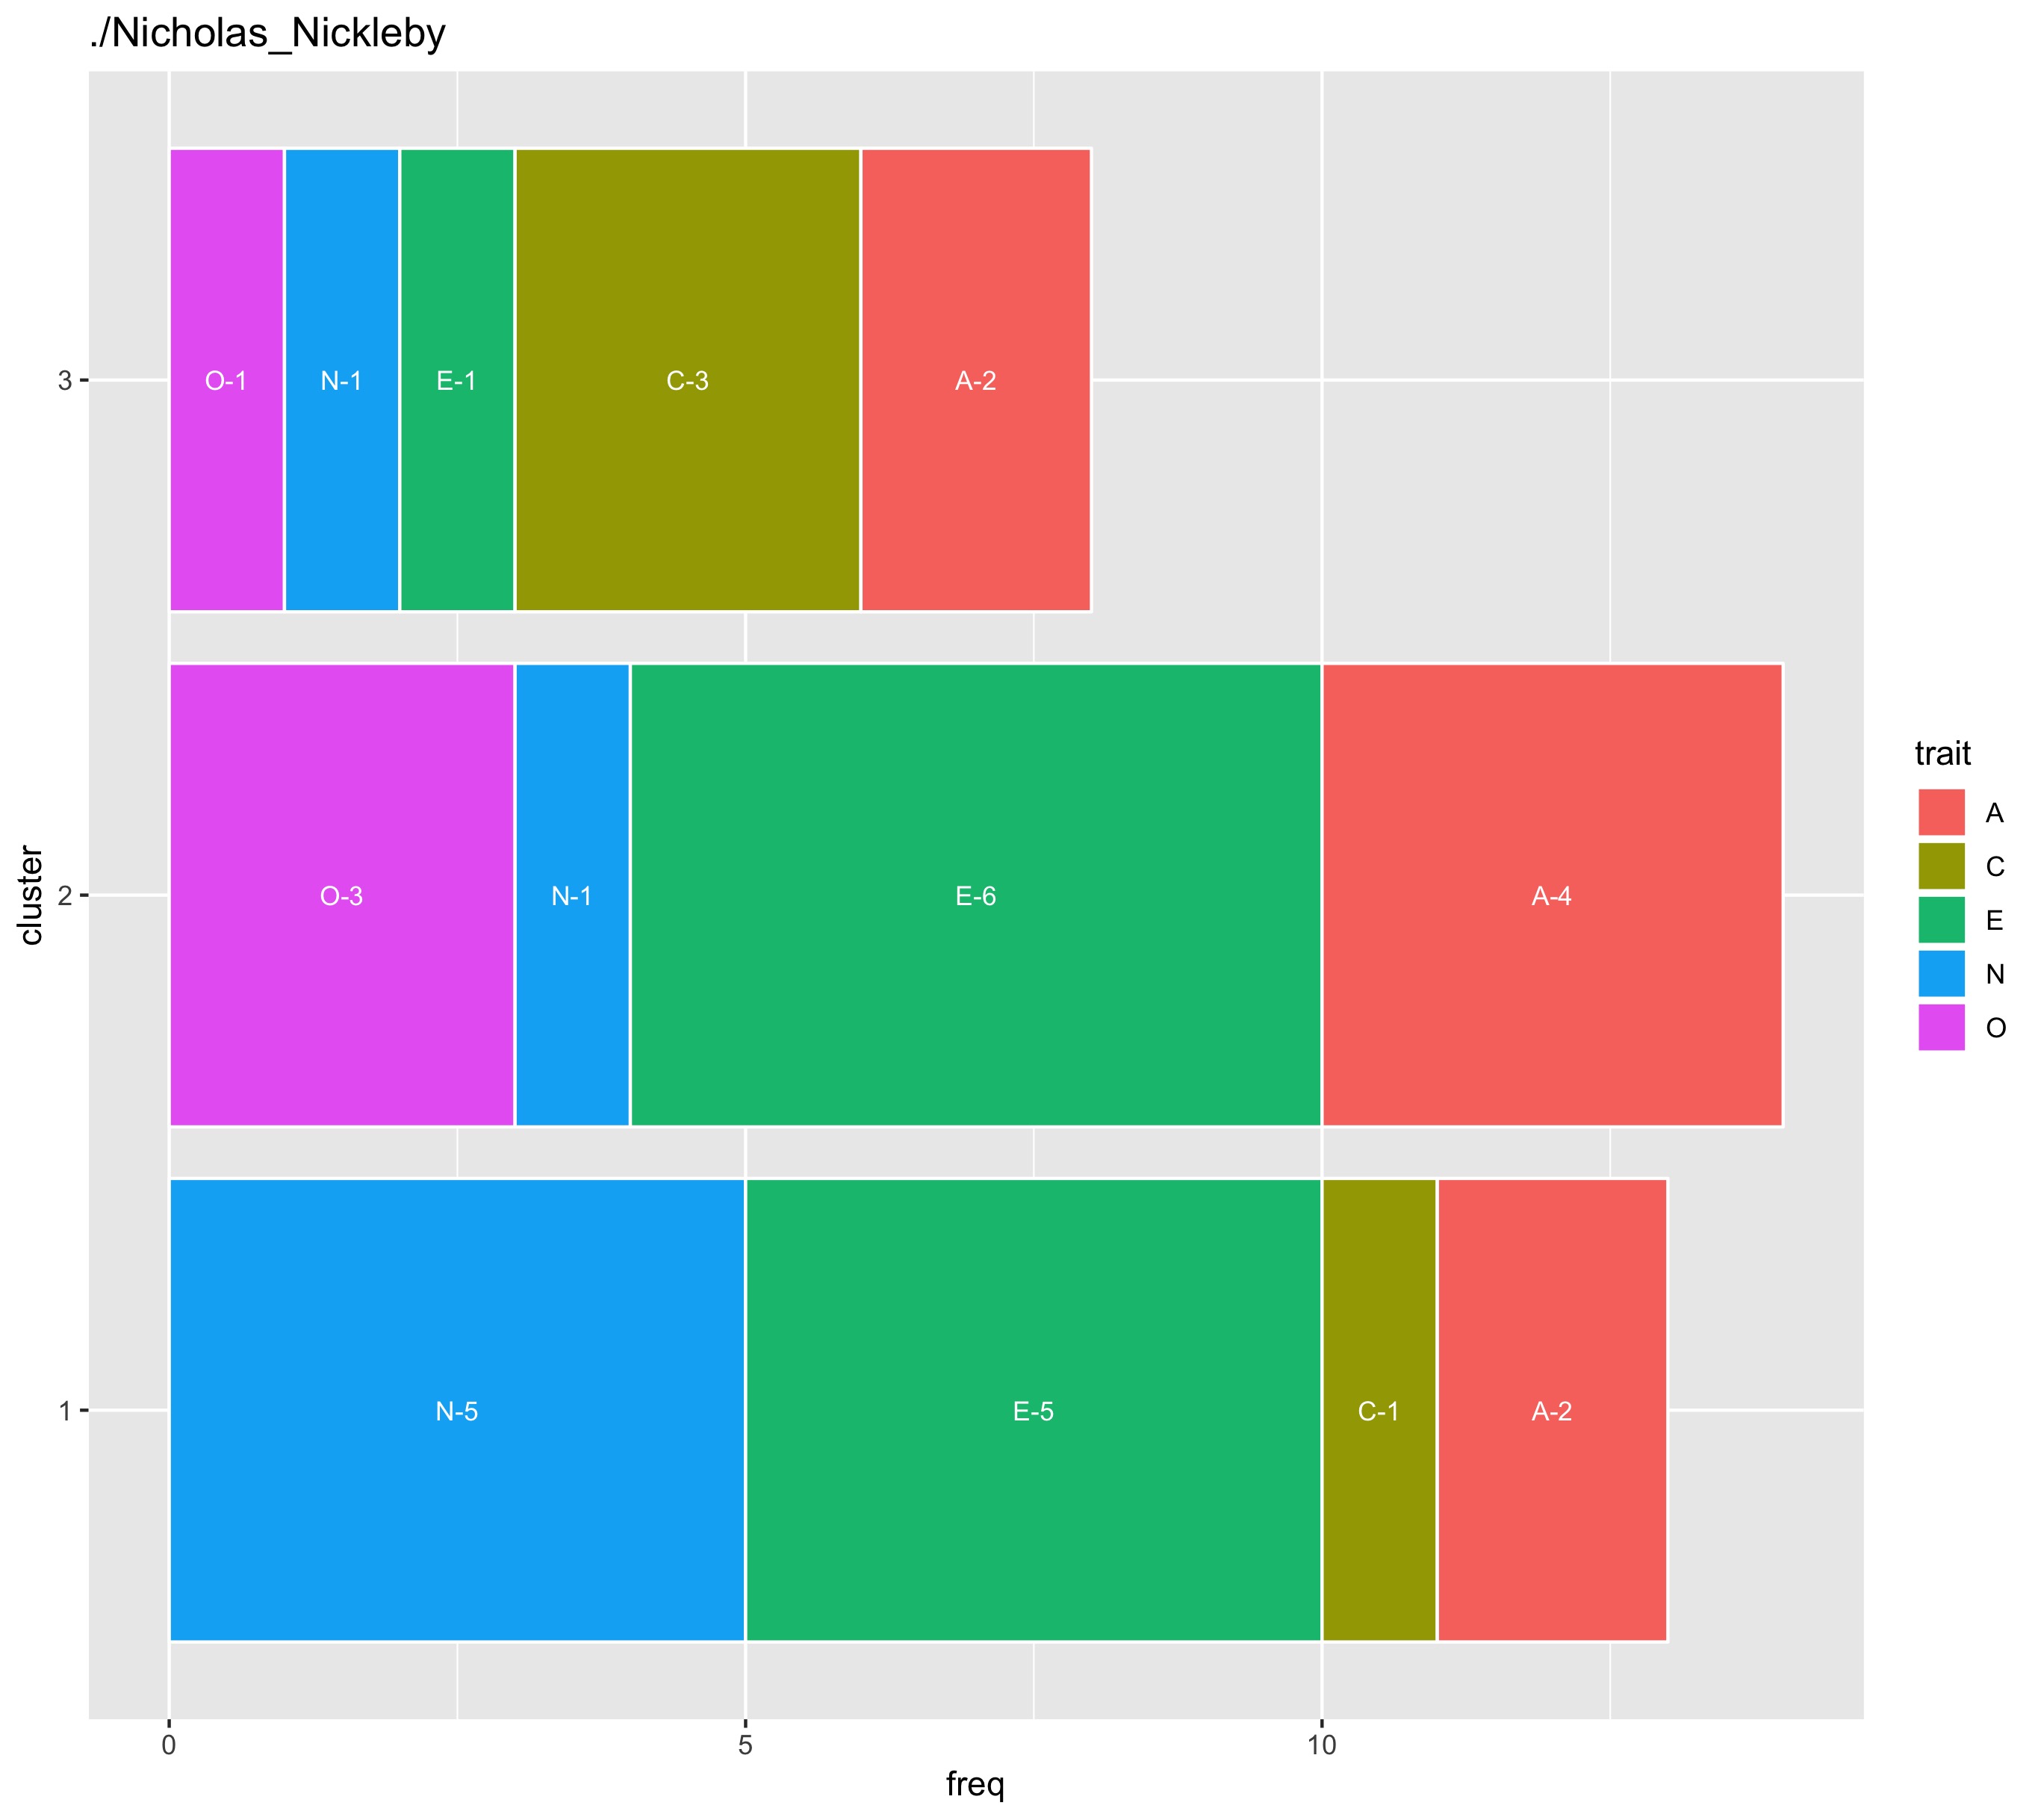 ./Nicholas_Nickleby
3
O-1
N-1
E-1
C-3
A-2
2
O-3
N-1
E-6
A-4
1
N-5
E-5
C-1
A-2
cluster
0
5
10
freq
trait
A
C
E
N
O